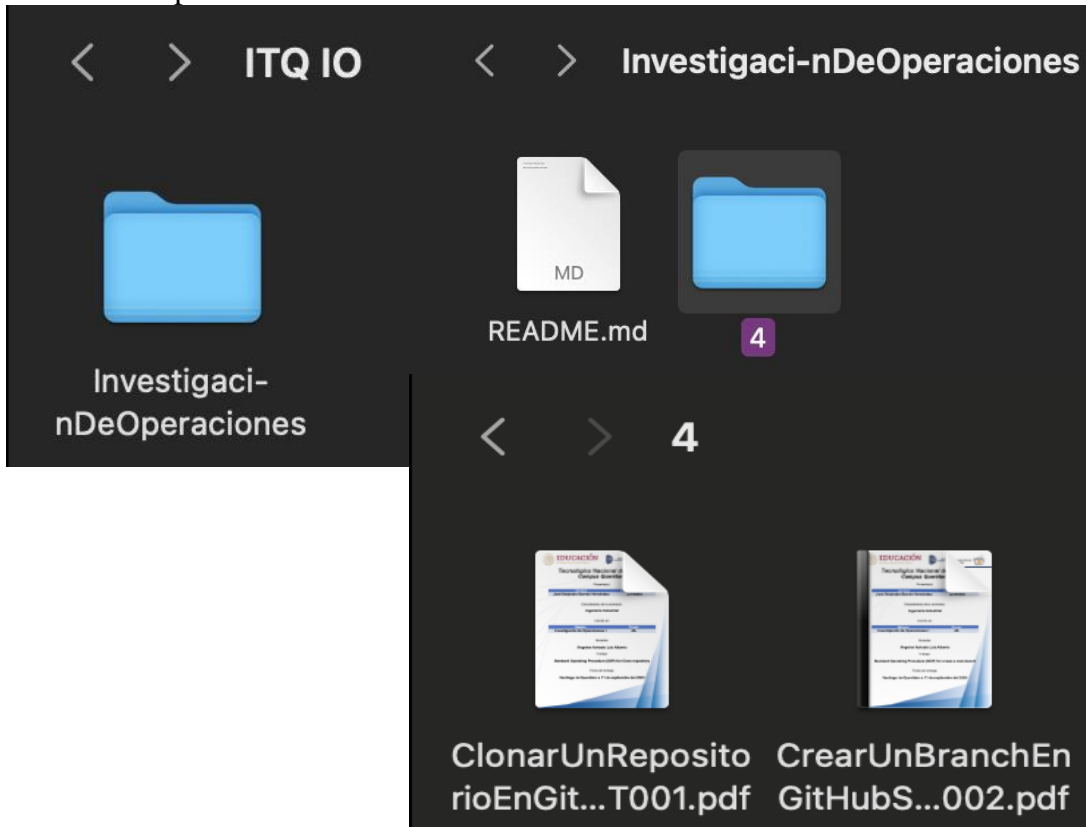 ITQ IO
Investigaci-nDeOperaciones
MD
README.md
4
Investigaci-
nDeOperaciones
4
EDUCACIÓN
EDUCACIÓN
ClonarUnReposito
rioEnGit...T001.pdf
CrearUnBranchEn
GitHubS...002.pdf